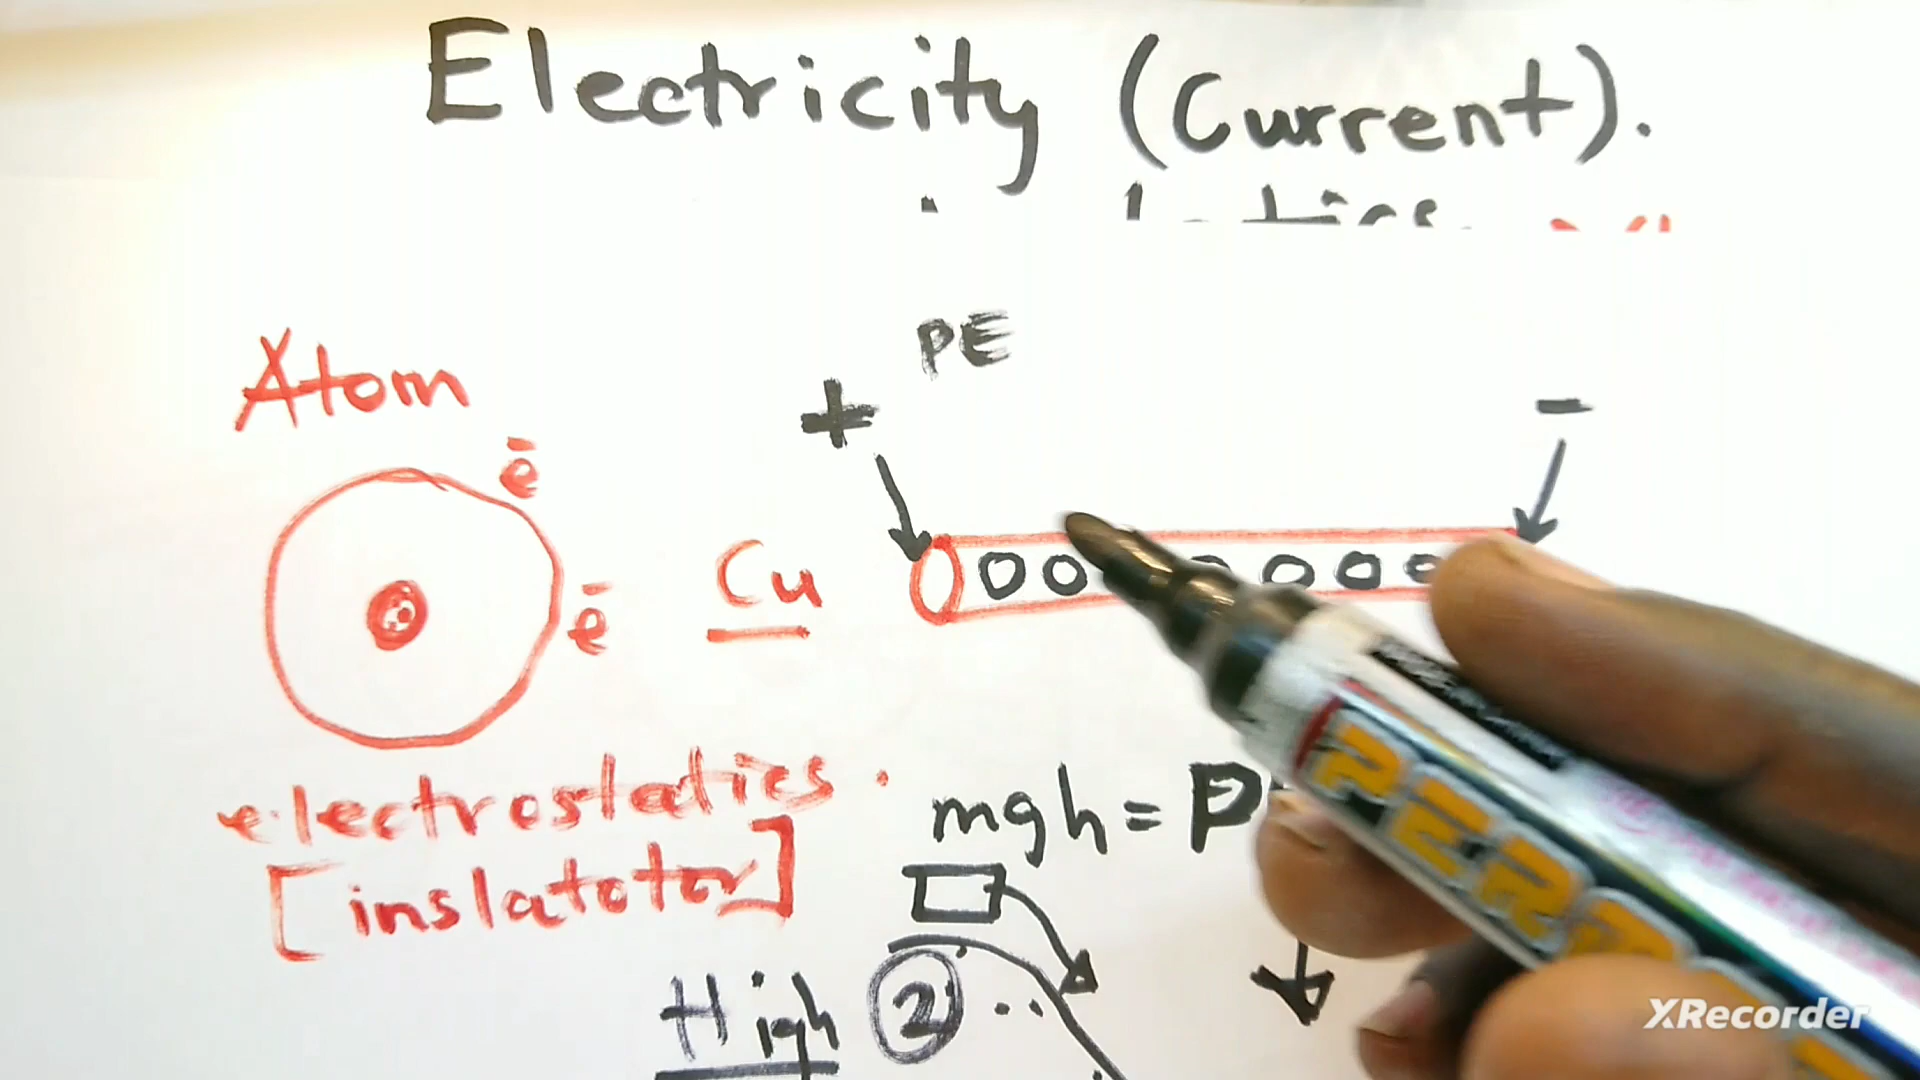 Electricity (Current).
PE
Atom
+
-
ē
Cu
ē
electrostatics.
mgh = P
[inslatotor]
High ② ..
XRecorder